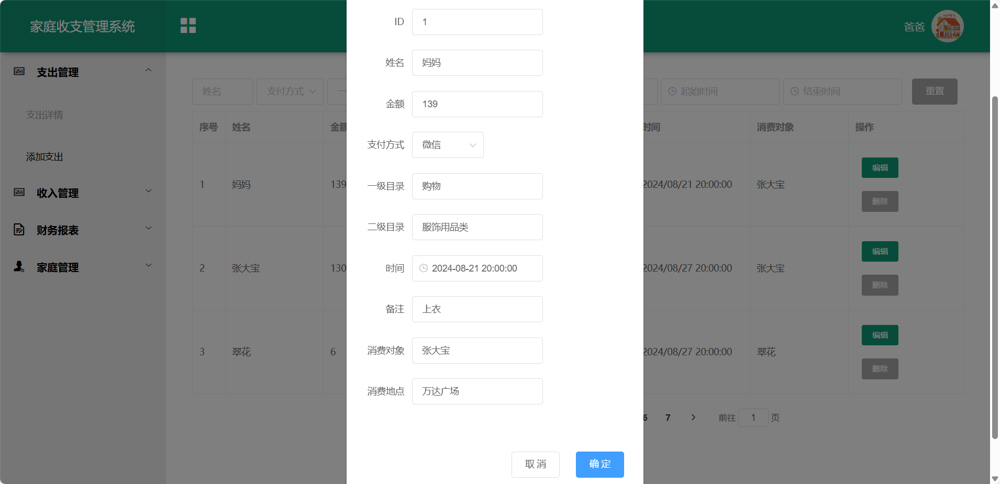 家庭收支管理系统
爸爸
支出管理
支出详情
添加支出
收入管理
财务报表
家庭管理
姓名 支付方式 一 起始时间 结束时间 重置
序号 姓名 金额 时间 消费对象 操作
1 妈妈 139 2024/08/21 20:00:00 张大宝 编辑
删除
2 张大宝 130 2024/08/27 20:00:00 张大宝 编辑
删除
3 翠花 6 2024/08/27 20:00:00 翠花 编辑
删除
6 7 前往 1 页
ID 1
姓名 妈妈
金额 139
支付方式 微信
一级目录 购物
二级目录 服饰用品类
时间 2024-08-21 20:00:00
备注 上衣
消费对象 张大宝
消费地点 万达广场
取消 确定